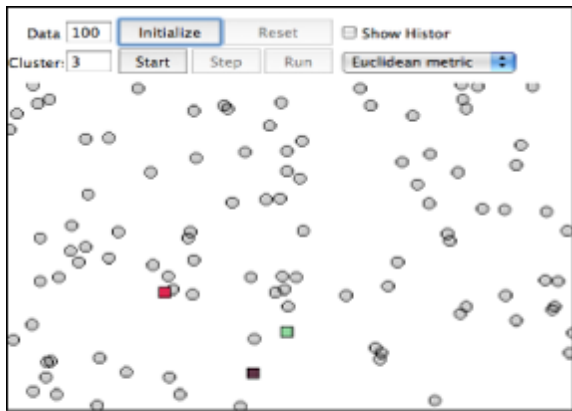 Data 100 Initialize Reset Show Histor
Cluster: 3 Start Step Run Euclidean metric